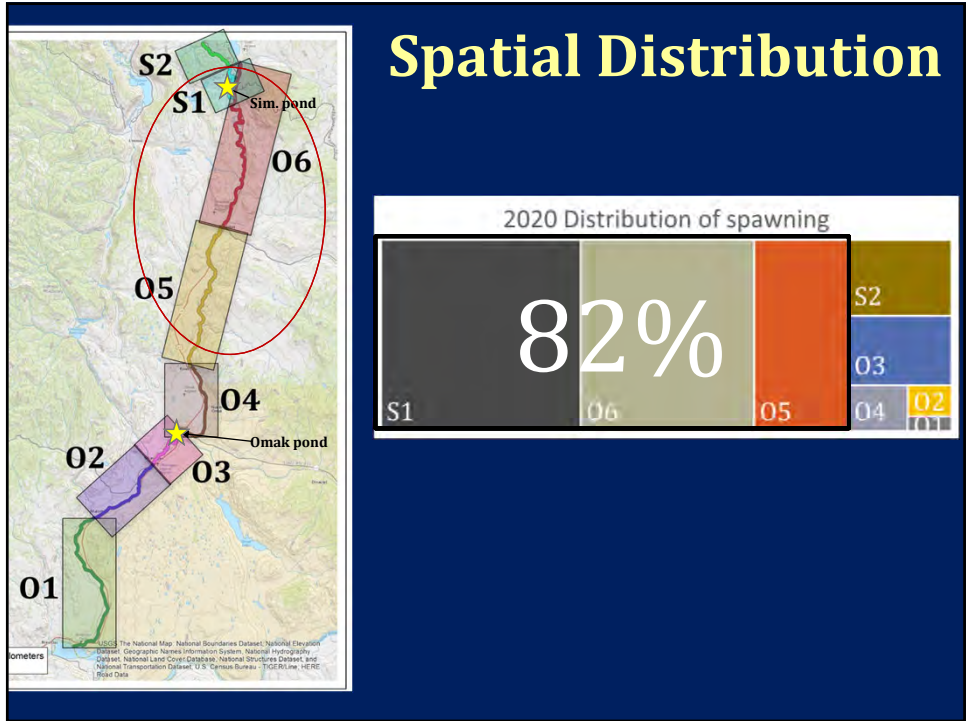 Spatial Distribution
S2
S1
Sim. pond
O6
O5
O4
Omak pond
O2
O3
O1
lometers
USGS The National Map: National Boundaries Dataset, National Elevation
Dataset, Geographic Names Information System, National Hydrography
Dataset, National Land Cover Database, National Structures Dataset, and
National Transportation Dataset; U.S. Census Bureau - TIGER/Line; HERE
Road Data
2020 Distribution of spawning
82%
S1
O6
O5
S2
O3
O4
O2
O1